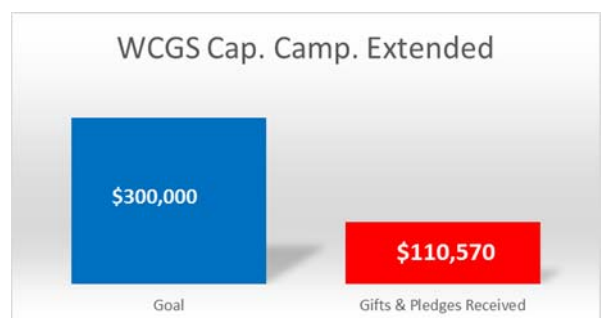 WCGS Cap. Camp. Extended
$300,000
$110,570
Goal
Gifts & Pledges Received